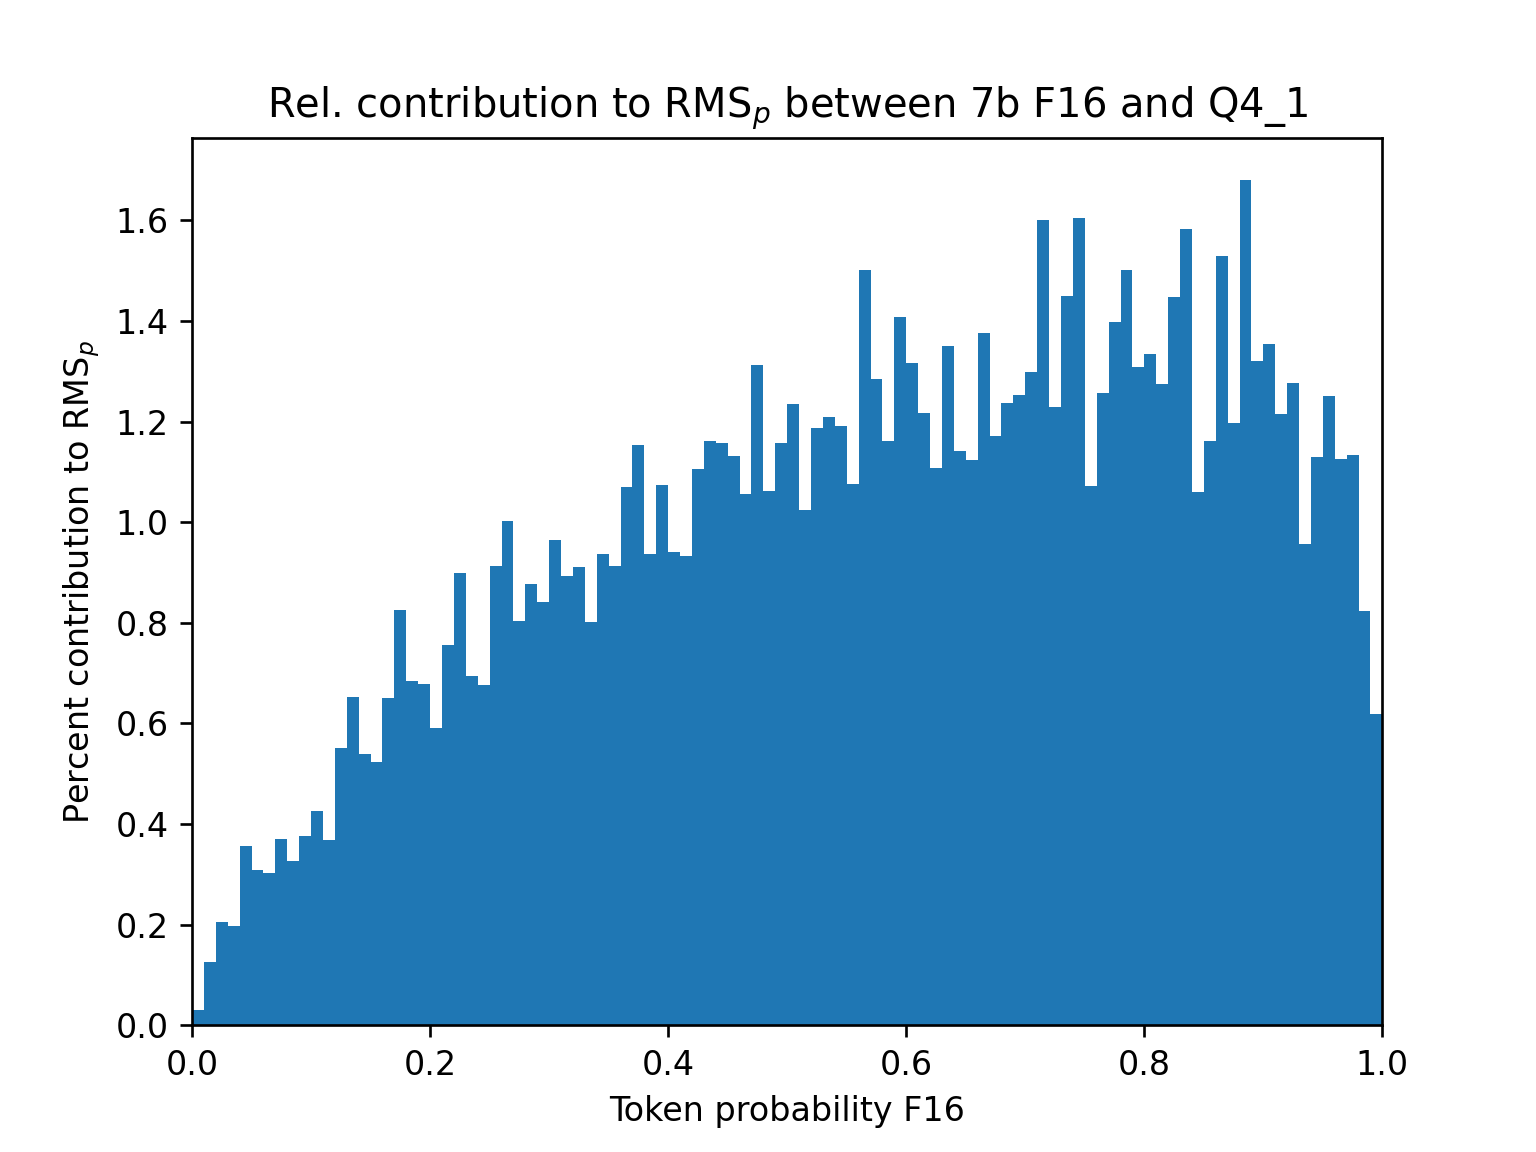 Rel. contribution to RMSₚ between 7b F16 and Q4_1
Percent contribution to RMSₚ
1.6
1.4
1.2
1.0
0.8
0.6
0.4
0.2
0.0
0.0 0.2 0.4 0.6 0.8 1.0
Token probability F16